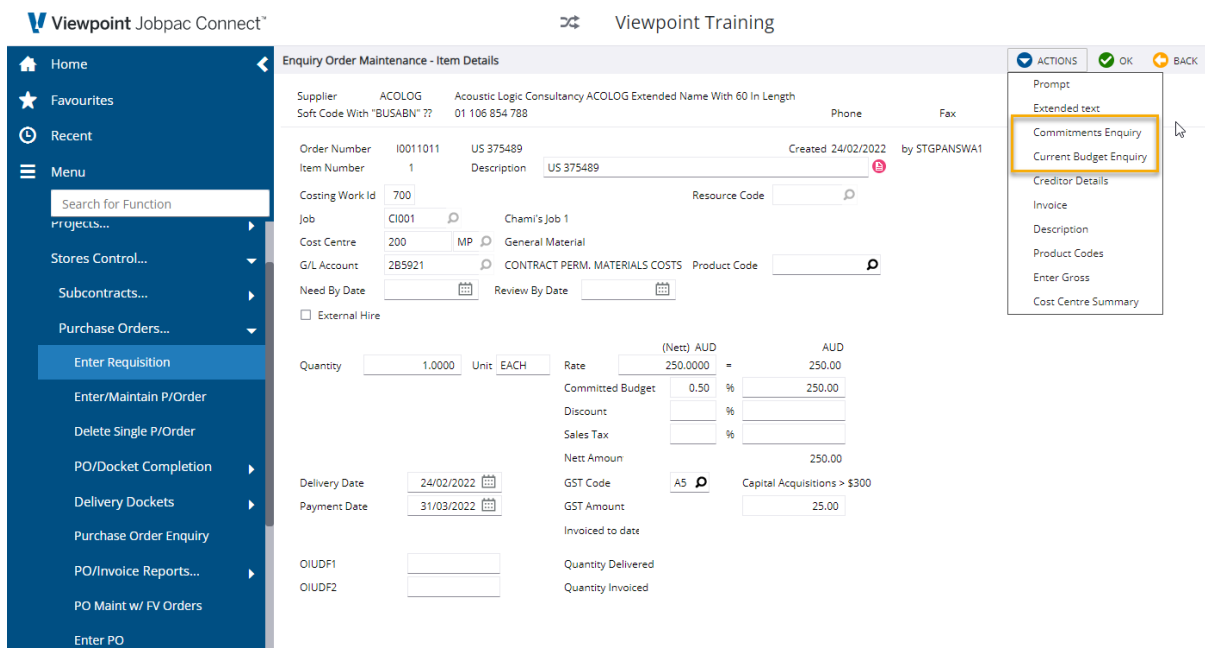 Viewpoint Jobpac Connect™
Viewpoint Training
Home
Favourites
Recent
Menu
Search for Function
Projects...
Stores Control...
Subcontracts...
Purchase Orders...
Enter Requisition
Enter/Maintain P/Order
Delete Single P/Order
PO/Docket Completion
Delivery Dockets
Purchase Order Enquiry
PO/Invoice Reports...
PO Maint w/ FV Orders
Enter PO
Enquiry Order Maintenance - Item Details
ACTIONS OK BACK
Prompt
Extended text
Commitments Enquiry
Current Budget Enquiry
Creditor Details
Invoice
Description
Product Codes
Enter Gross
Cost Centre Summary
Supplier ACOLOG Acoustic Logic Consultancy ACOLOG Extended Name With 60 In Length
Soft Code With "BUSABN" ?? 01 106 854 788 Phone Fax
Order Number I0011011 US 375489 Created 24/02/2022 by STGPANSWA1
Item Number 1 Description US 375489
Costing Work Id 700 Resource Code
Job CI001 Chami's Job 1
Cost Centre 200 MP General Material
G/L Account 2B5921 CONTRACT PERM. MATERIALS COSTS Product Code
Need By Date Review By Date
External Hire
(Nett) AUD AUD
Quantity 1.0000 Unit EACH Rate 250.0000 = 250.00
Committed Budget 0.50 % 250.00
Discount %
Sales Tax %
Nett Amoun 250.00
Delivery Date 24/02/2022 GST Code A5 Capital Acquisitions > $300
Payment Date 31/03/2022 GST Amount 25.00
Invoiced to date
OIUDF1 Quantity Delivered
OIUDF2 Quantity Invoiced